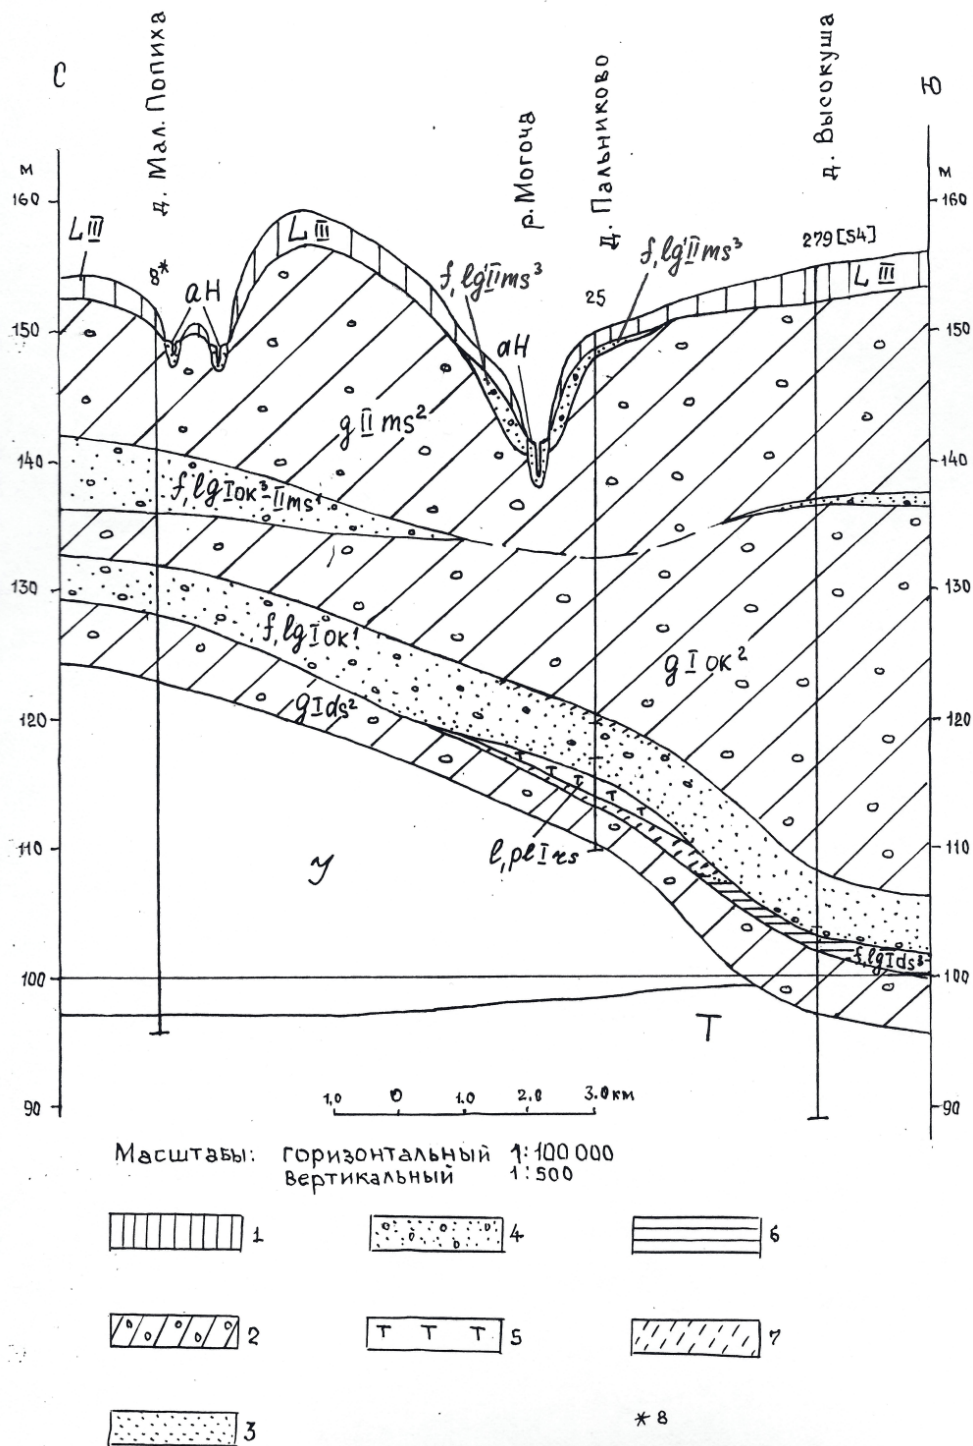 С
Ю
д. Мал. Попиха
р. Могоча
д. Пальниково
д. Высокуша
м
м
160
160
150
150
140
140
130
130
120
120
110
110
100
100
90
90
L III
8*
aH
L III
f, lg II ms³
aH
25
f, lg II ms³
279 [54]
L III
g II ms²
f, lg I ok³-II ms¹
f, lg I ok¹
g I ok²
g I ds²
l, pl I
f, lg I ds³
T
1,0 0 1.0 2.0 3.0 км
Масштабы: горизонтальный 1:100 000
вертикальный 1:500
1
4
6
2
5
7
3
* 8